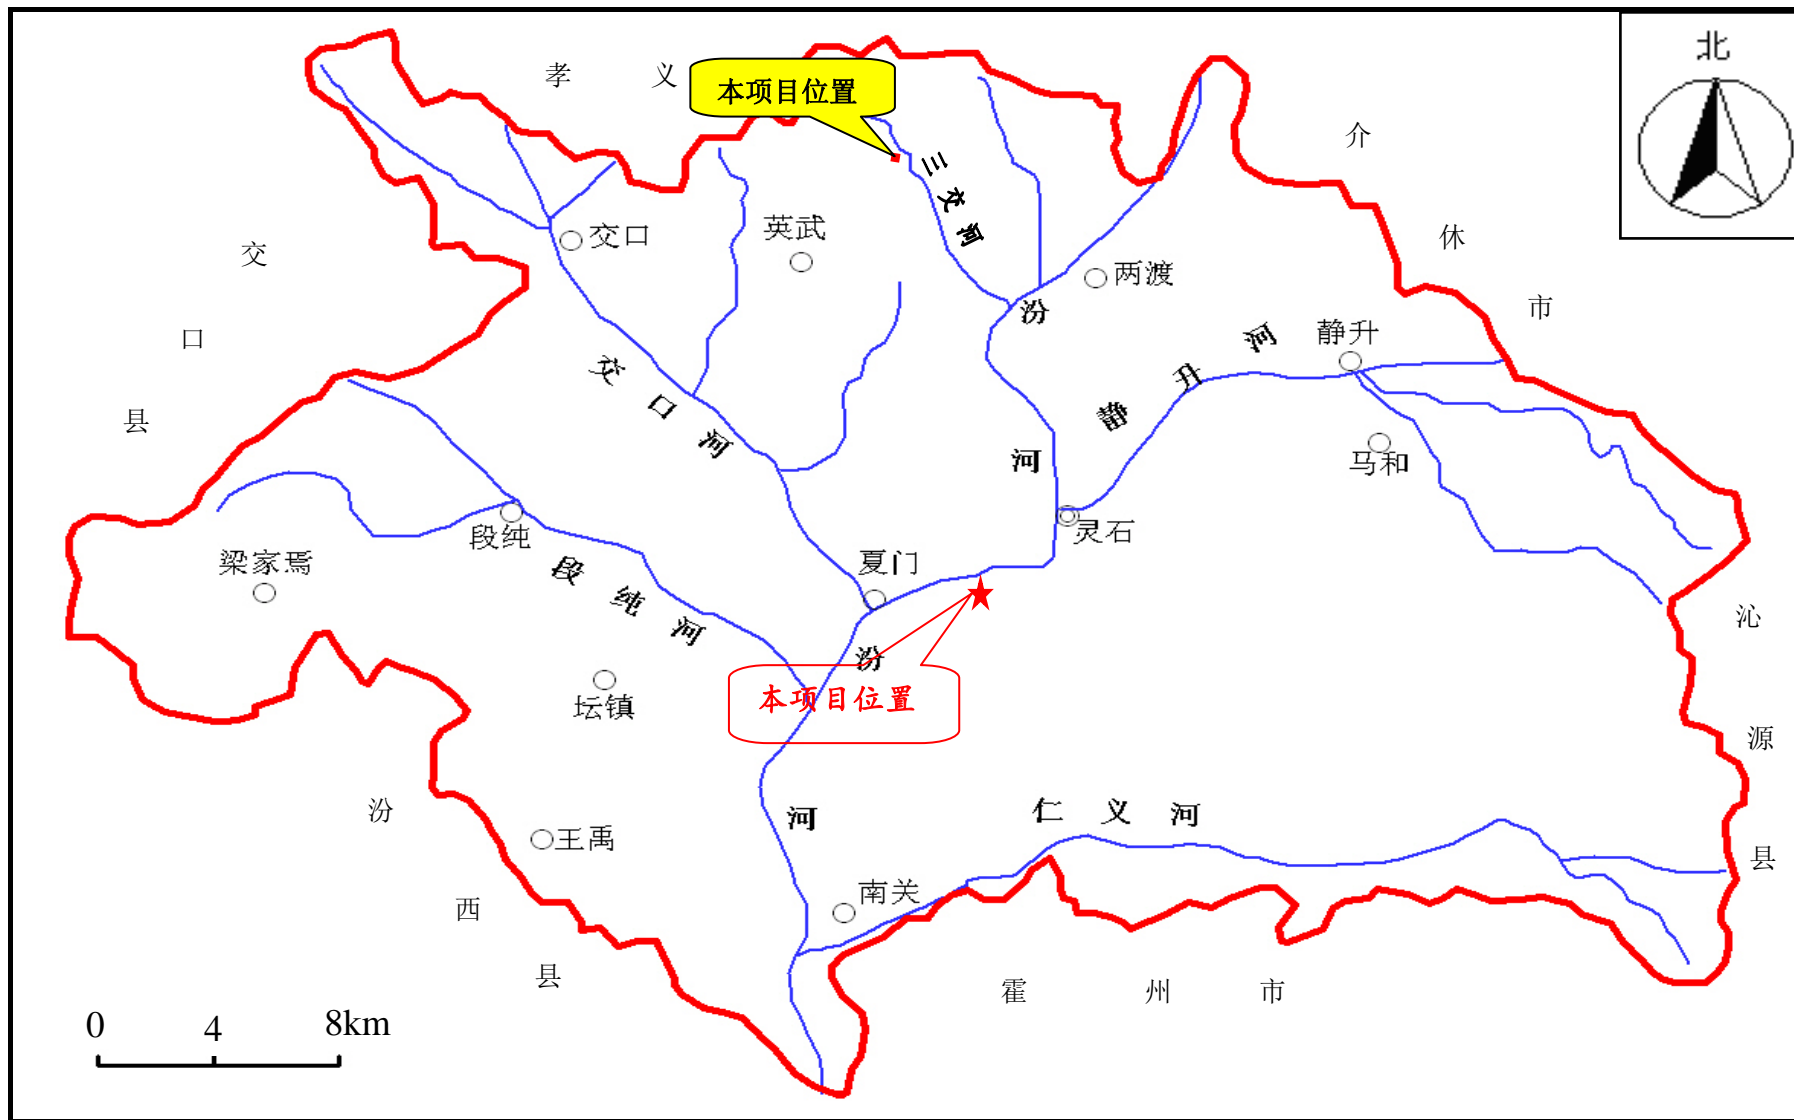 北
孝义
本项目位置
介休市
三交河
交口
英武
两渡
交口县
汾河
静升
静升河
交口河
马和
段纯
灵石
梁家焉
夏门
段纯河
沁源县
汾河
坛镇
本项目位置
仁义河
王禹
汾西县
南关
霍州市
0 4 8km